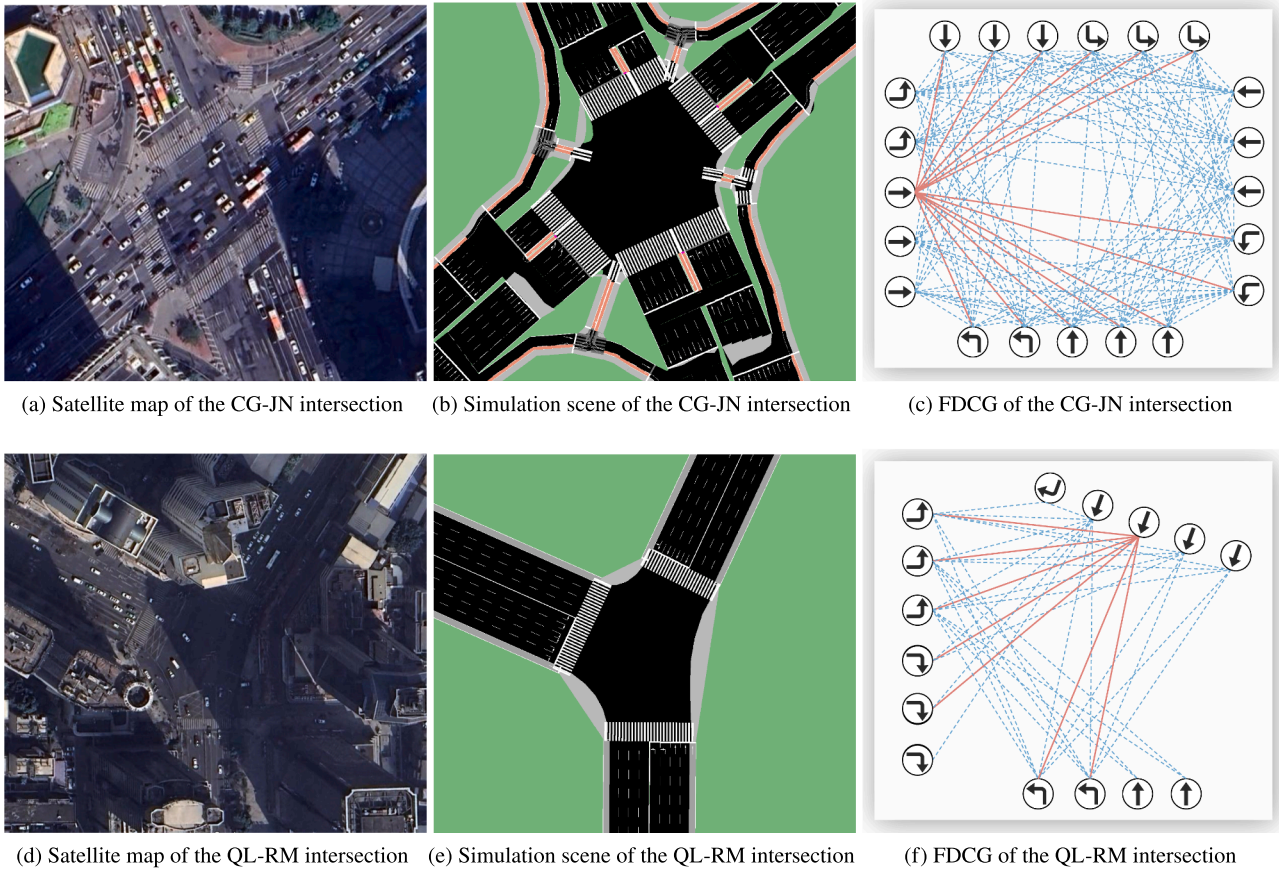 (a) Satellite map of the CG-JN intersection
(b) Simulation scene of the CG-JN intersection
(c) FDCG of the CG-JN intersection
(d) Satellite map of the QL-RM intersection
(e) Simulation scene of the QL-RM intersection
(f) FDCG of the QL-RM intersection